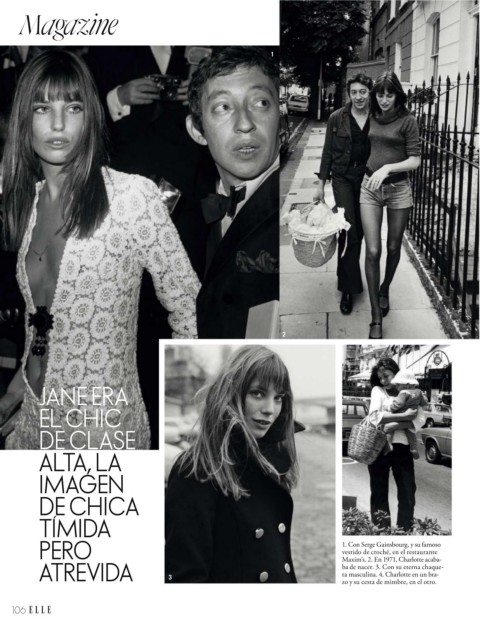 Magazine
1
2
JANE ERA
EL CHIC
DE CLASE
ALTA, LA
IMAGEN
DE CHICA
TÍMIDA
PERO
ATREVIDA
3
1. Con Serge Gainsbourg, y su famoso
vestido de croché, en el restaurante
Maxim's. 2. En 1971, Charlotte acaba-
ba de nacer. 3. Con su eterna chaque-
ta masculina. 4. Charlotte en un bra-
zo y su cesta de mimbre, en el otro.
106 ELLE